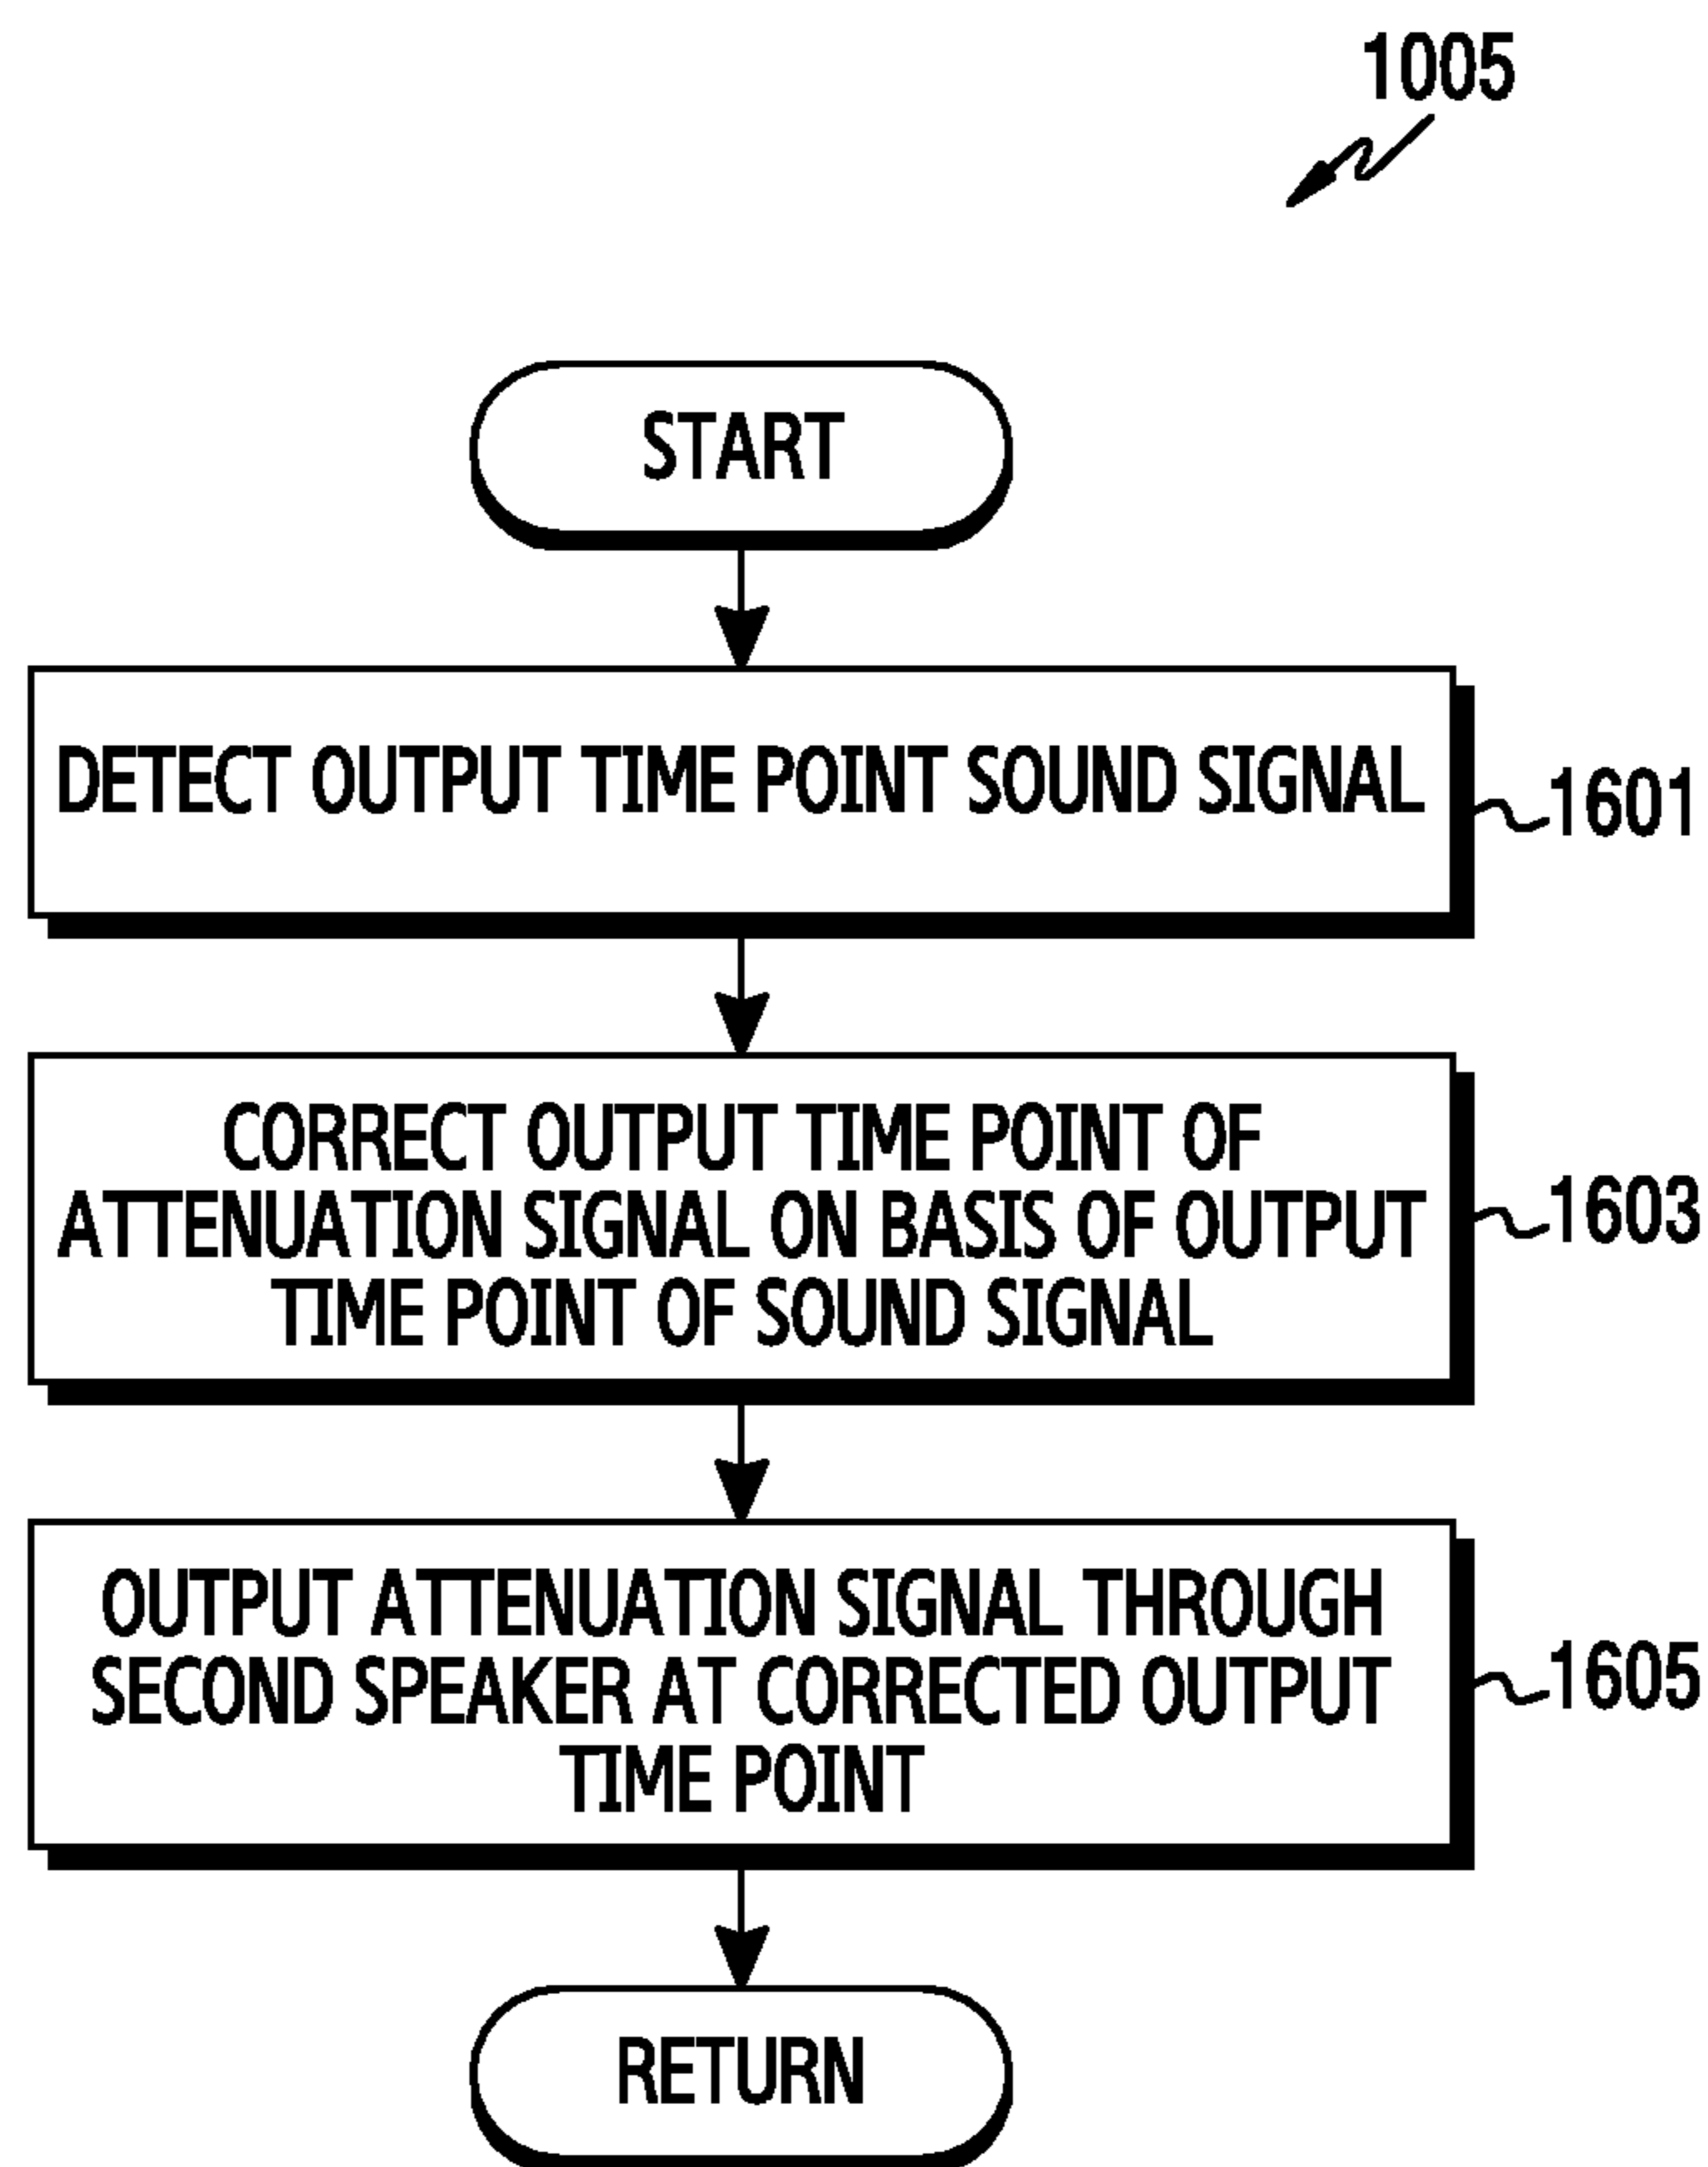 1005
START
DETECT OUTPUT TIME POINT SOUND SIGNAL
1601
CORRECT OUTPUT TIME POINT OF
ATTENUATION SIGNAL ON BASIS OF OUTPUT
TIME POINT OF SOUND SIGNAL
1603
OUTPUT ATTENUATION SIGNAL THROUGH
SECOND SPEAKER AT CORRECTED OUTPUT
TIME POINT
1605
RETURN